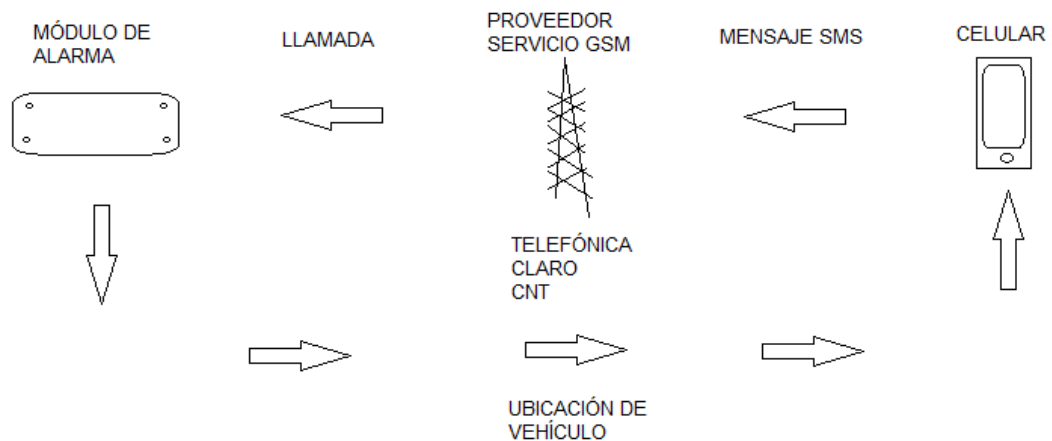 MÓDULO DE
ALARMA
LLAMADA
PROVEEDOR
SERVICIO GSM
MENSAJE SMS
CELULAR
TELEFÓNICA
CLARO
CNT
UBICACIÓN DE
VEHÍCULO